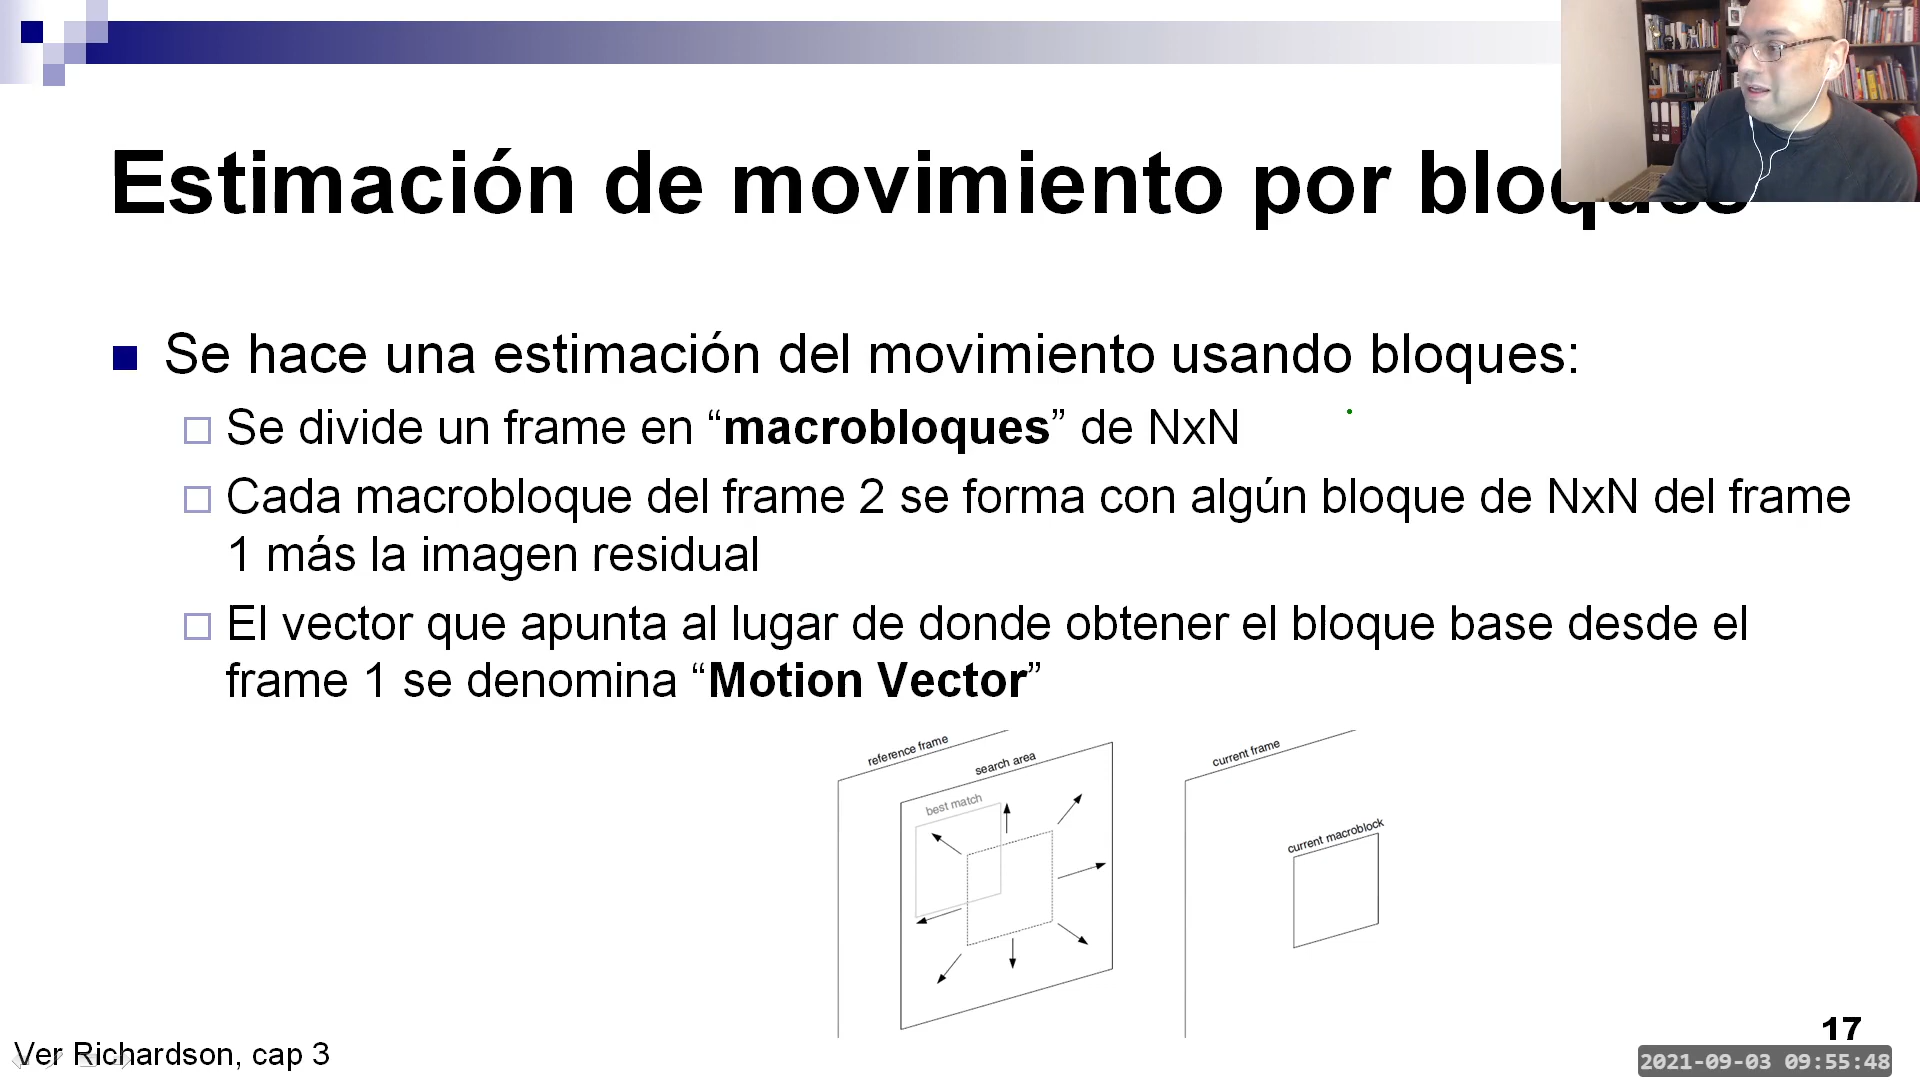 Estimación de movimiento por bloques
Se hace una estimación del movimiento usando bloques:
Se divide un frame en “macrobloques” de NxN
Cada macrobloque del frame 2 se forma con algún bloque de NxN del frame
1 más la imagen residual
El vector que apunta al lugar de donde obtener el bloque base desde el
frame 1 se denomina “Motion Vector”
reference frame
search area
best match
current frame
current macroblock
Ver Richardson, cap 3
17
2021-09-03 09:55:48